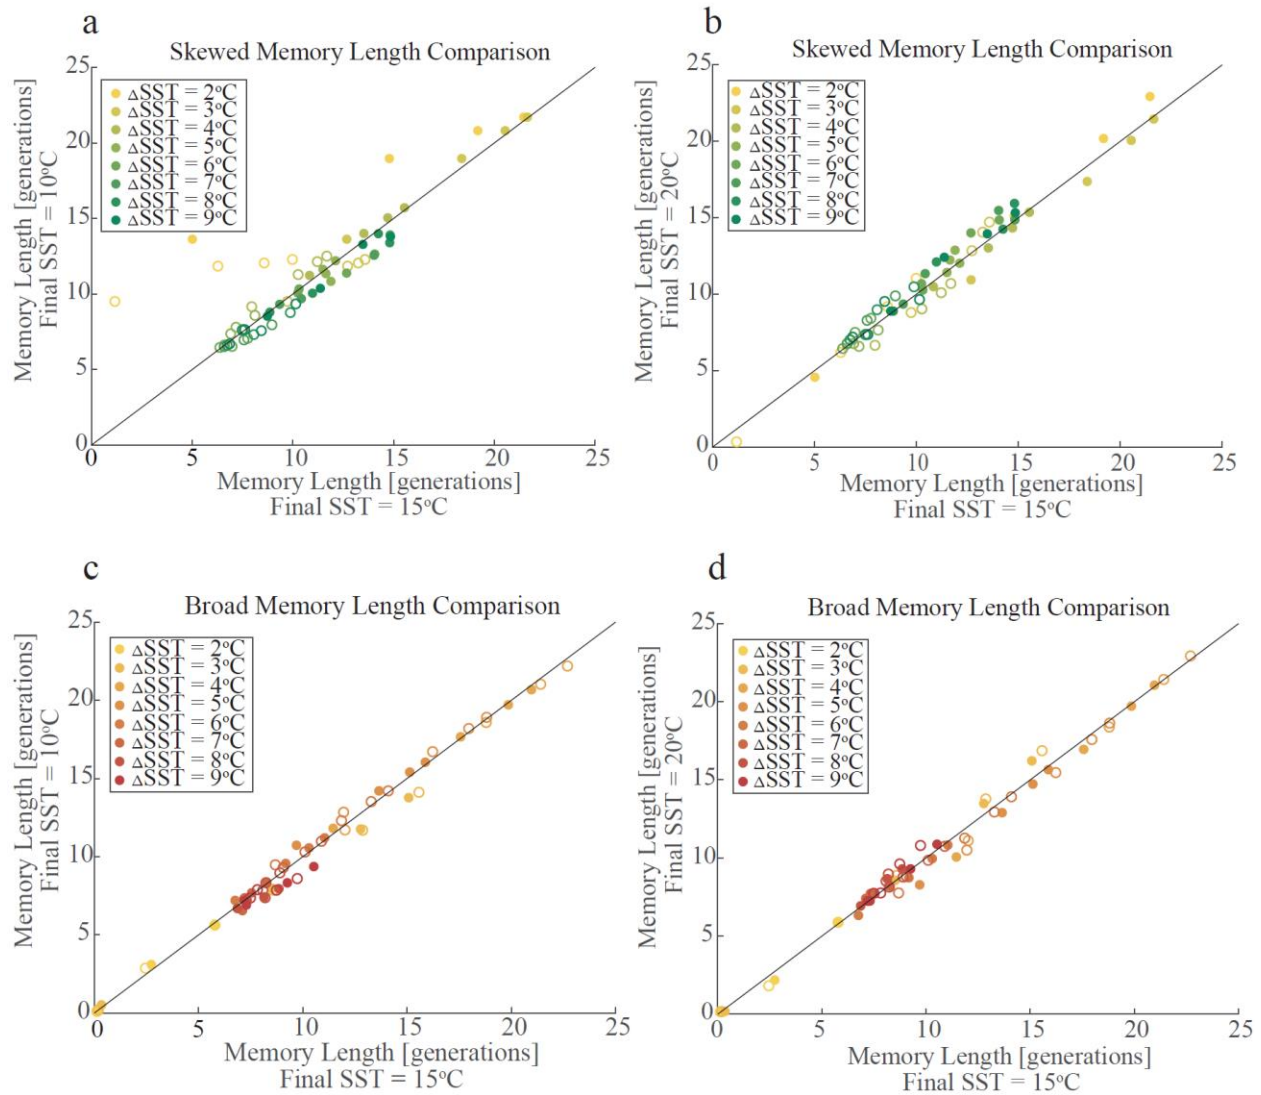 a
Skewed Memory Length Comparison
Memory Length [generations]
Final SST = 10°C
25
20
15
10
5
0
ΔSST = 2°C
ΔSST = 3°C
ΔSST = 4°C
ΔSST = 5°C
ΔSST = 6°C
ΔSST = 7°C
ΔSST = 8°C
ΔSST = 9°C
0 5 10 15 20 25
Memory Length [generations]
Final SST = 15°C
b
Skewed Memory Length Comparison
Memory Length [generations]
Final SST = 20°C
25
20
15
10
5
0
ΔSST = 2°C
ΔSST = 3°C
ΔSST = 4°C
ΔSST = 5°C
ΔSST = 6°C
ΔSST = 7°C
ΔSST = 8°C
ΔSST = 9°C
0 5 10 15 20 25
Memory Length [generations]
Final SST = 15°C
c
Broad Memory Length Comparison
Memory Length [generations]
Final SST = 10°C
25
20
15
10
5
0
ΔSST = 2°C
ΔSST = 3°C
ΔSST = 4°C
ΔSST = 5°C
ΔSST = 6°C
ΔSST = 7°C
ΔSST = 8°C
ΔSST = 9°C
0 5 10 15 20 25
Memory Length [generations]
Final SST = 15°C
d
Broad Memory Length Comparison
Memory Length [generations]
Final SST = 20°C
25
20
15
10
5
0
ΔSST = 2°C
ΔSST = 3°C
ΔSST = 4°C
ΔSST = 5°C
ΔSST = 6°C
ΔSST = 7°C
ΔSST = 8°C
ΔSST = 9°C
0 5 10 15 20 25
Memory Length [generations]
Final SST = 15°C